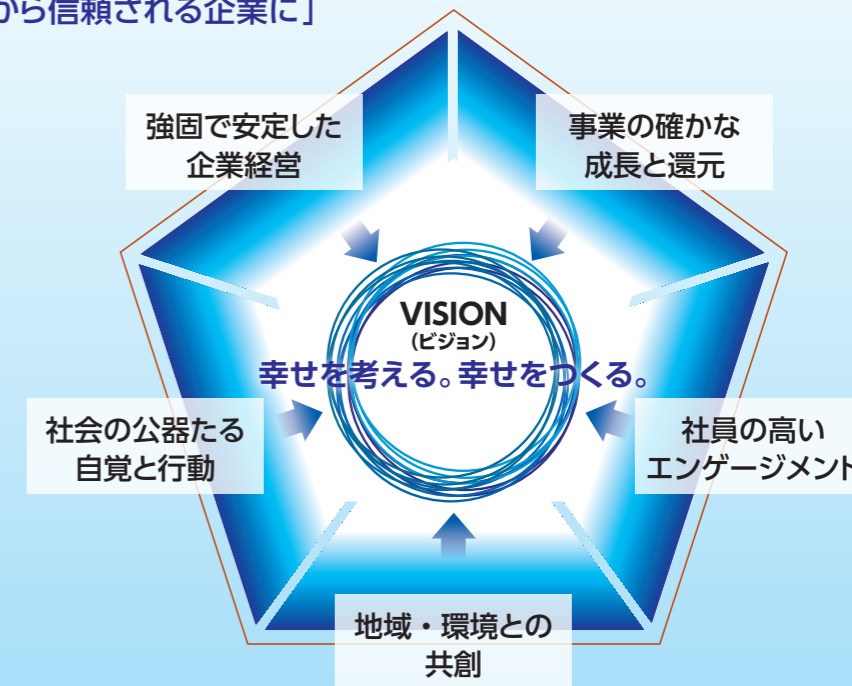 から信頼される企業に」
強固で安定した
企業経営
事業の確かな
成長と還元
VISION
(ビジョン)
幸せを考える。幸せをつくる。
社会の公器たる
自覚と行動
社員の高い
エンゲージメント
地域・環境との
共創